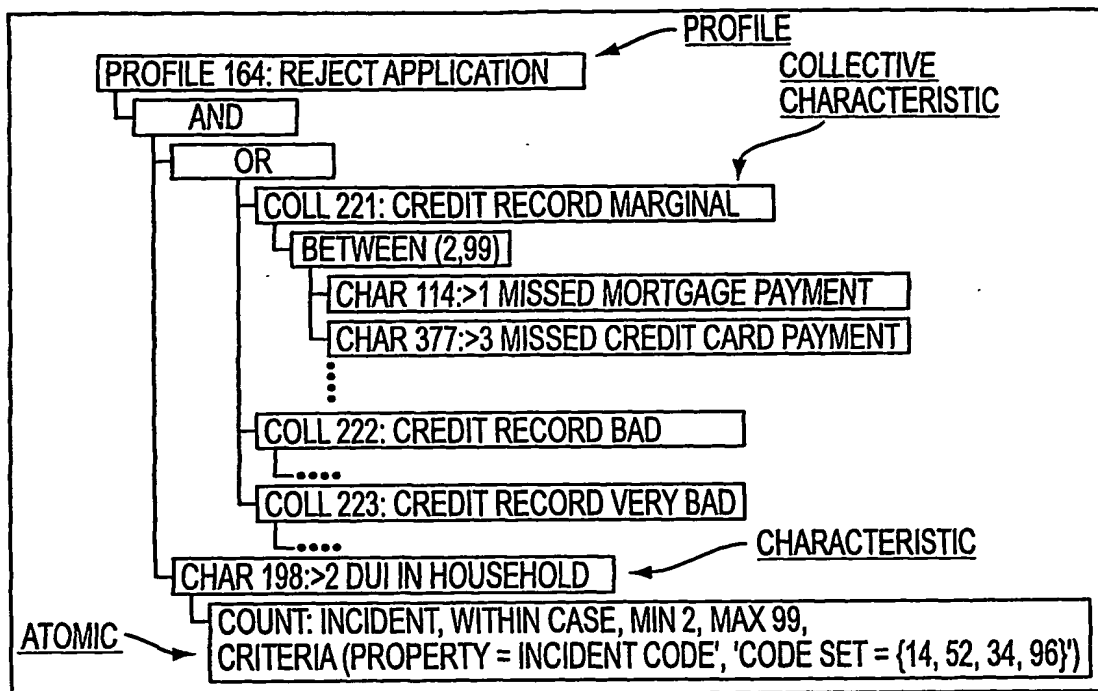 PROFILE
PROFILE 164: REJECT APPLICATION
COLLECTIVE
CHARACTERISTIC
AND
OR
COLL 221: CREDIT RECORD MARGINAL
BETWEEN (2,99)
CHAR 114:>1 MISSED MORTGAGE PAYMENT
CHAR 377:>3 MISSED CREDIT CARD PAYMENT
COLL 222: CREDIT RECORD BAD
COLL 223: CREDIT RECORD VERY BAD
CHARACTERISTIC
CHAR 198:>2 DUI IN HOUSEHOLD
ATOMIC
COUNT: INCIDENT, WITHIN CASE, MIN 2, MAX 99,
CRITERIA (PROPERTY = INCIDENT CODE', 'CODE SET = {14, 52, 34, 96}')